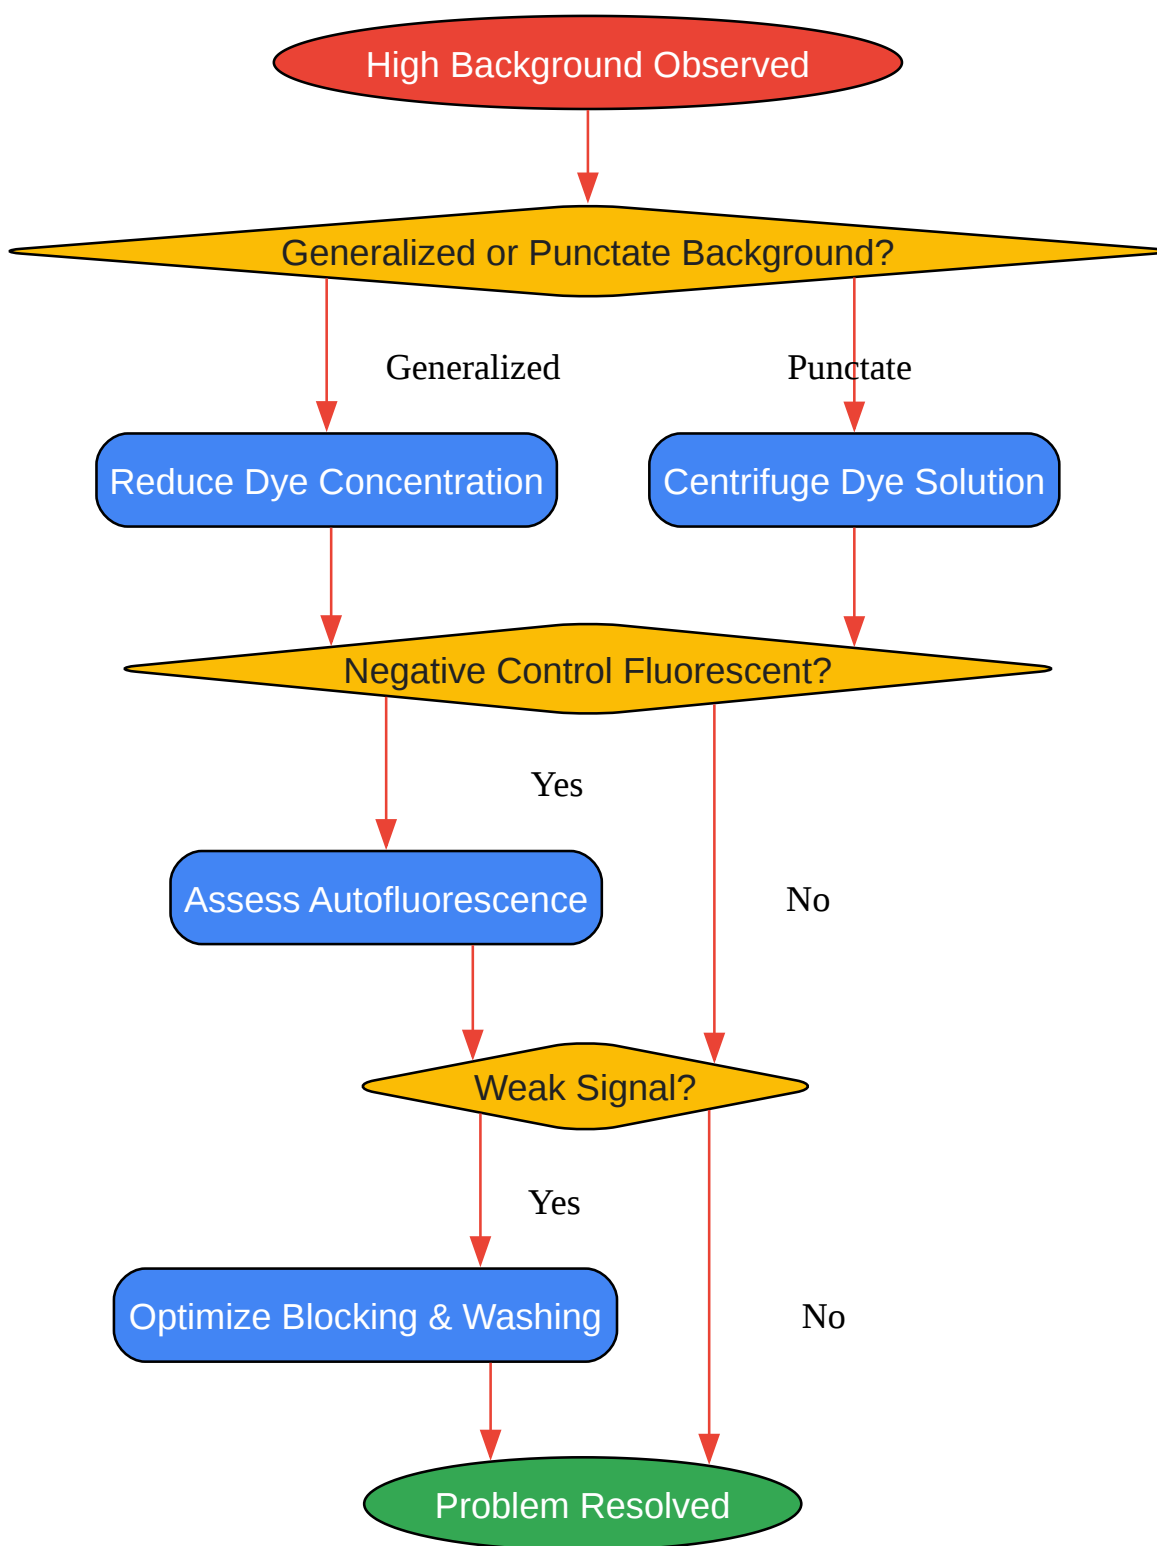 High Background Observed
Generalized or Punctate Background?
Generalized
Punctate
Reduce Dye Concentration
Centrifuge Dye Solution
Negative Control Fluorescent?
Yes
Assess Autofluorescence
No
Weak Signal?
Yes
Optimize Blocking & Washing
No
Problem Resolved